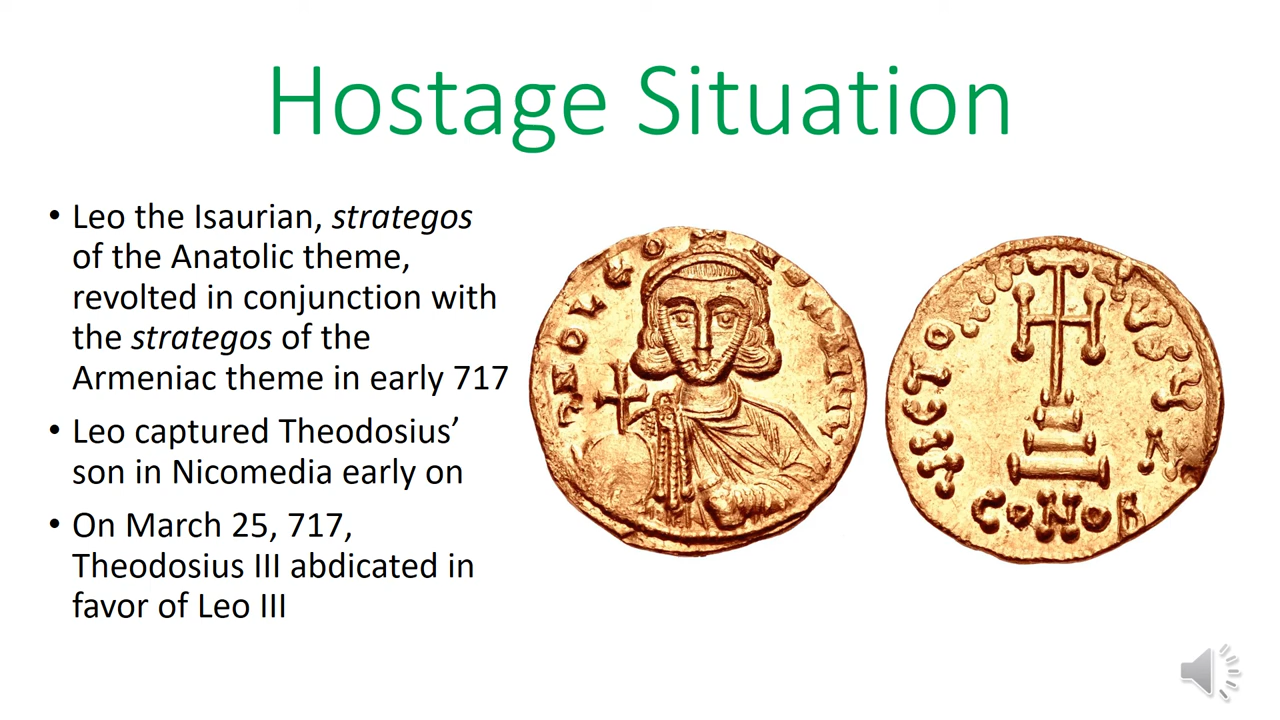 Hostage Situation
• Leo the Isaurian, strategos
of the Anatolic theme,
revolted in conjunction with
the strategos of the
Armeniac theme in early 717
• Leo captured Theodosius’
son in Nicomedia early on
• On March 25, 717,
Theodosius III abdicated in
favor of Leo III
CONOB